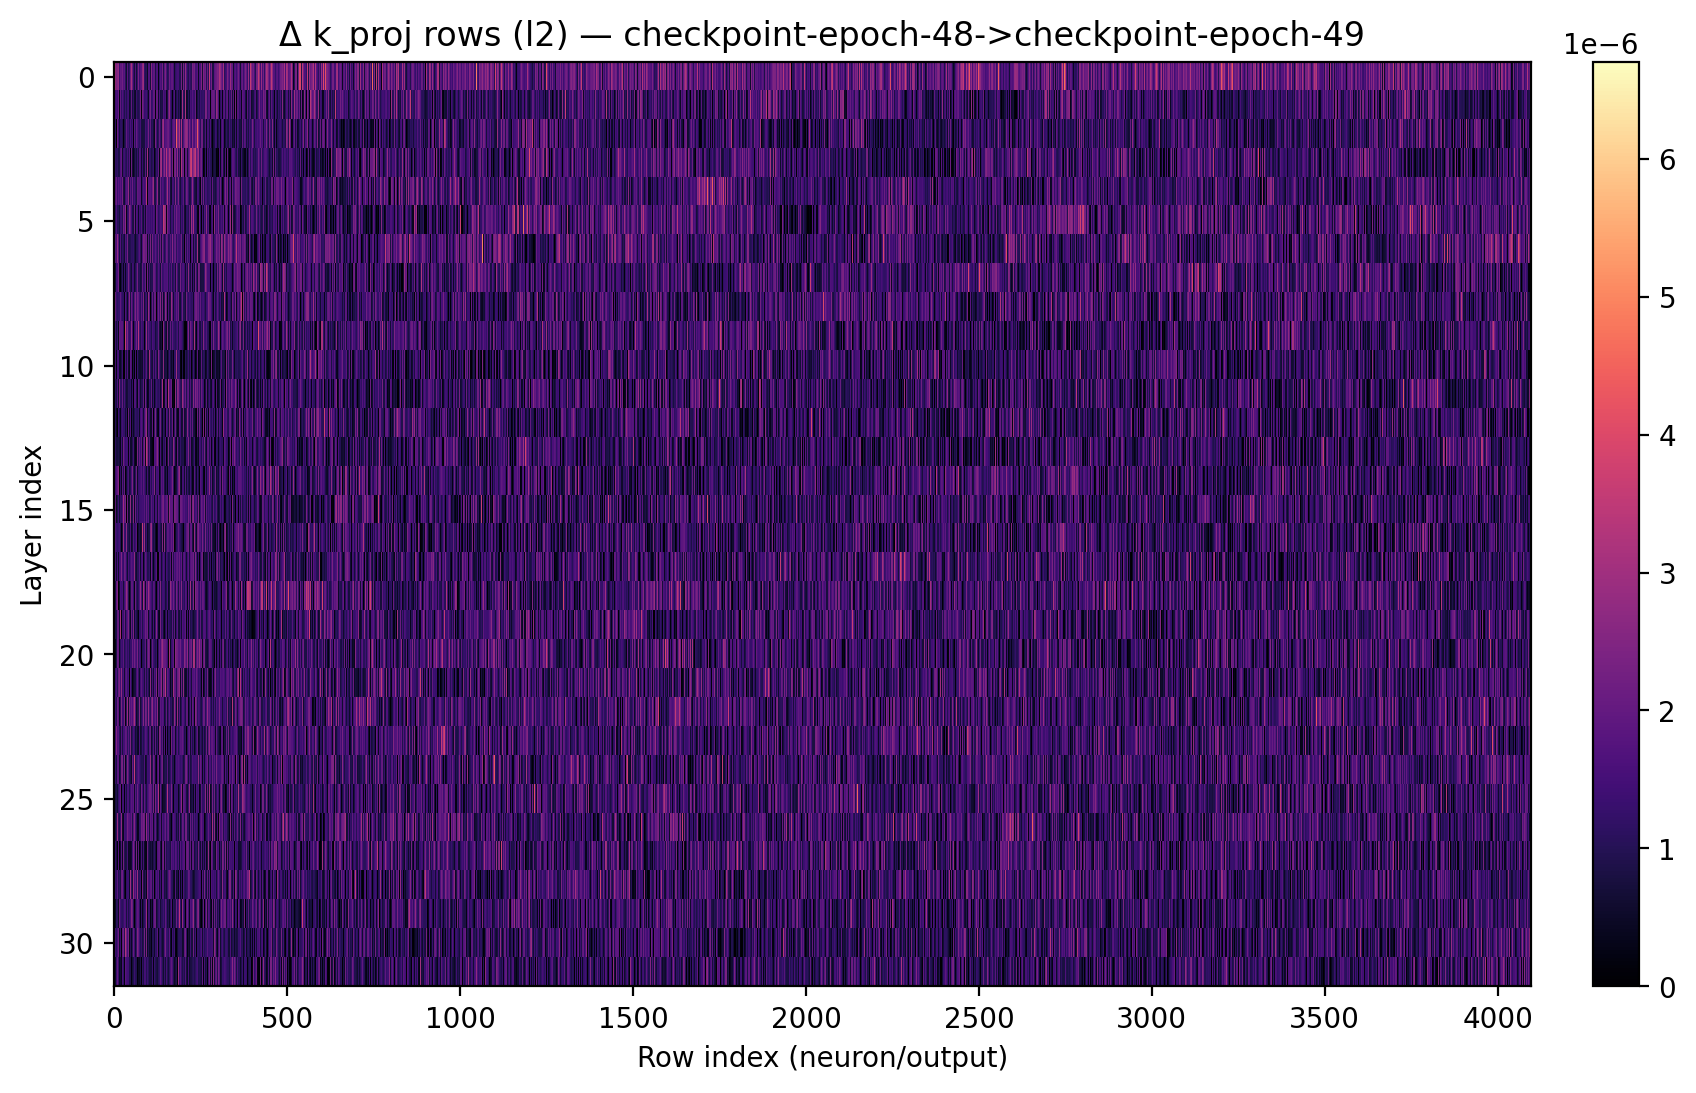 Δ k_proj rows (l2) — checkpoint-epoch-48->checkpoint-epoch-49
1e−6
0
5
10
15
20
25
30
Layer index
0 500 1000 1500 2000 2500 3000 3500 4000
Row index (neuron/output)
6
5
4
3
2
1
0